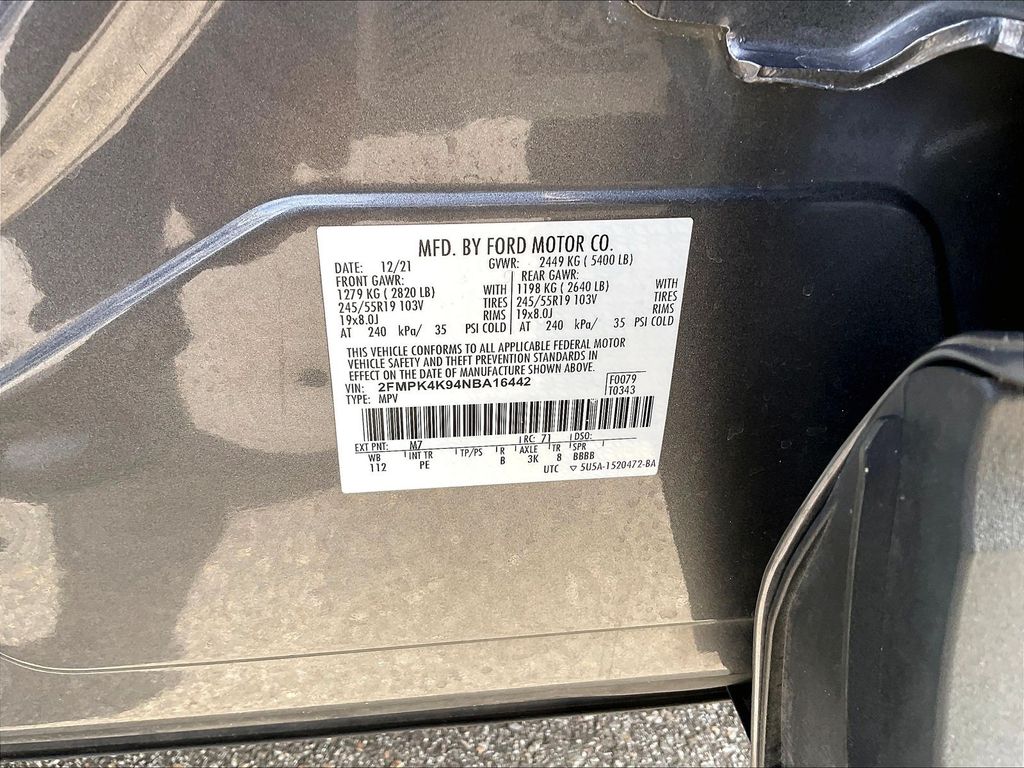 MFD. BY FORD MOTOR CO.
DATE: 12/21 GVWR: 2449 KG ( 5400 LB)
FRONT GAWR: REAR GAWR:
1279 KG ( 2820 LB) WITH 1198 KG ( 2640 LB) WITH
245/55R19 103V TIRES 245/55R19 103V TIRES
19x8.0J RIMS 19x8.0J RIMS
AT 240 kPa/ 35 PSI COLD AT 240 kPa/ 35 PSI COLD
THIS VEHICLE CONFORMS TO ALL APPLICABLE FEDERAL MOTOR
VEHICLE SAFETY AND THEFT PREVENTION STANDARDS IN
EFFECT ON THE DATE OF MANUFACTURE SHOWN ABOVE.
VIN: 2FMPK4K94NBA16442 F0079
TYPE: MPV T0343
EXT PNT: M7 RC: 71 DSO:
WB INT TR TP/PS R AXLE TR SPR
112 PE B 3K 8 BBBB
UTC ▽ 5U5A-1520472-BA